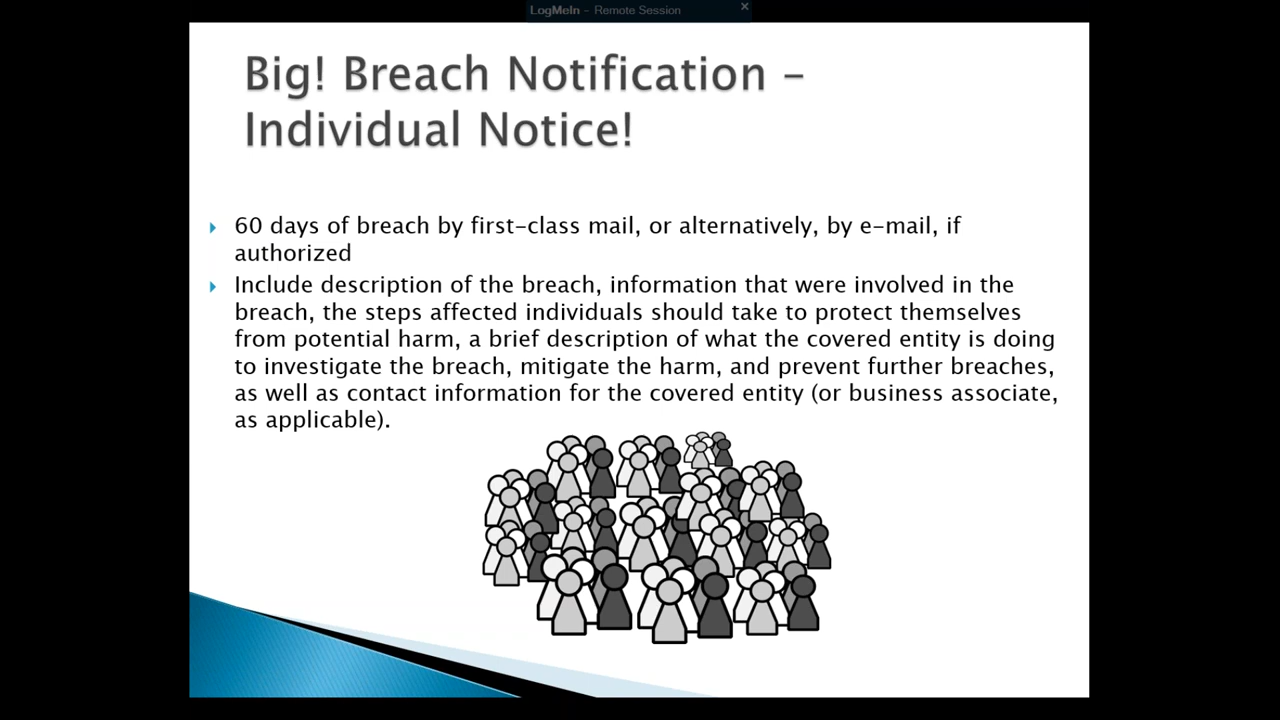 LogMeIn - Remote Session
Big! Breach Notification –
Individual Notice!
60 days of breach by first-class mail, or alternatively, by e-mail, if
authorized
Include description of the breach, information that were involved in the
breach, the steps affected individuals should take to protect themselves
from potential harm, a brief description of what the covered entity is doing
to investigate the breach, mitigate the harm, and prevent further breaches,
as well as contact information for the covered entity (or business associate,
as applicable).